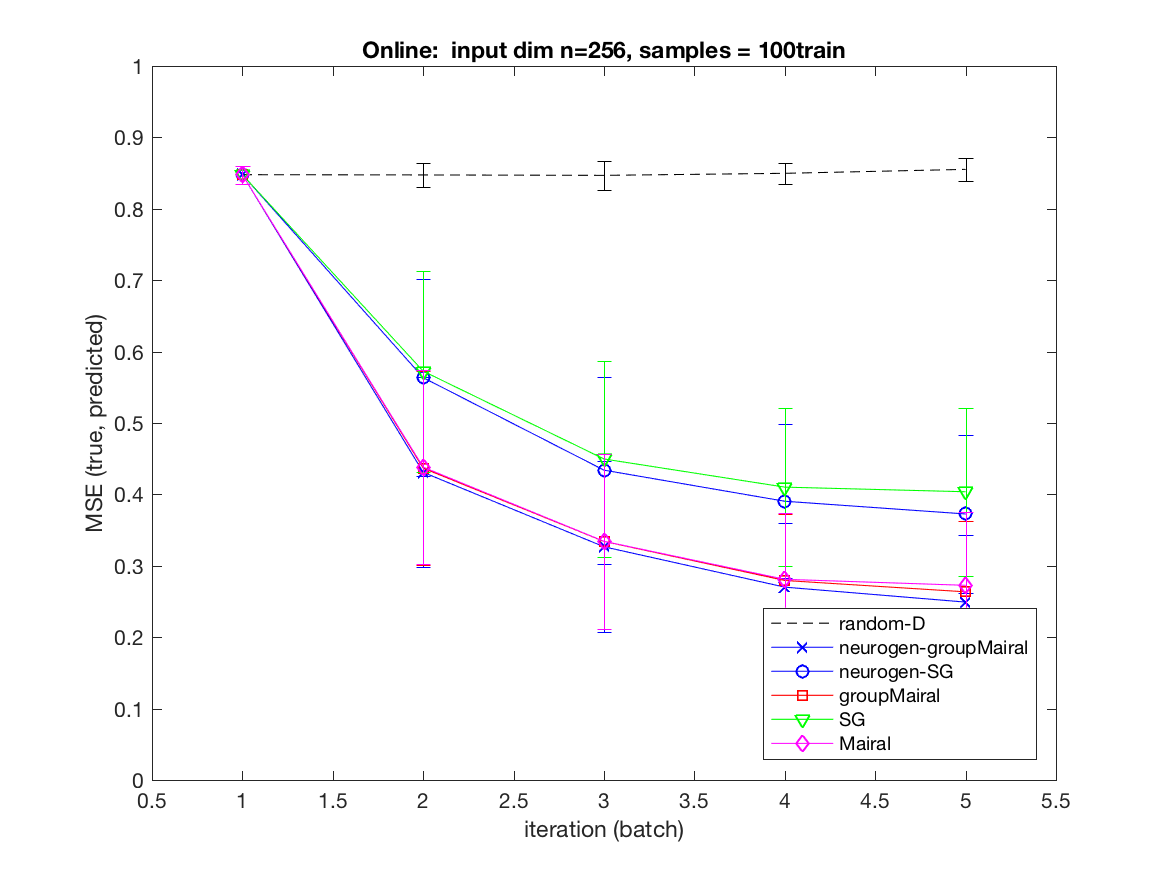 Online:  input dim n=256, samples = 100train
1
0.9
0.8
0.7
0.6
0.5
0.4
0.3
0.2
0.1
0
MSE (true, predicted)
random-D
neurogen-groupMairal
neurogen-SG
groupMairal
SG
Mairal
0.5 1 1.5 2 2.5 3 3.5 4 4.5 5 5.5
iteration (batch)